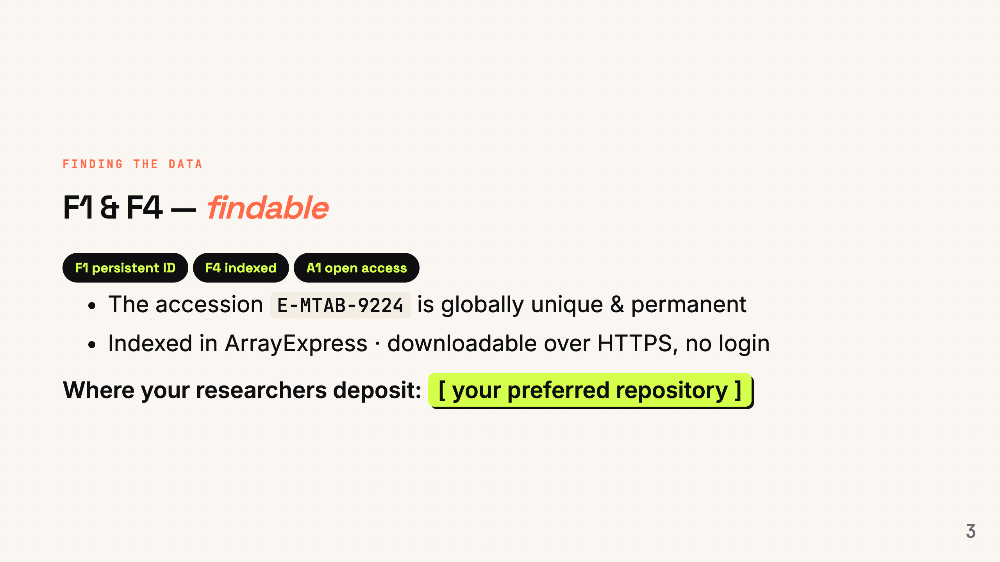 FINDING THE DATA
F1 & F4 — findable
F1 persistent ID F4 indexed A1 open access
• The accession E-MTAB-9224 is globally unique & permanent
• Indexed in ArrayExpress · downloadable over HTTPS, no login
Where your researchers deposit: [ your preferred repository ]
3